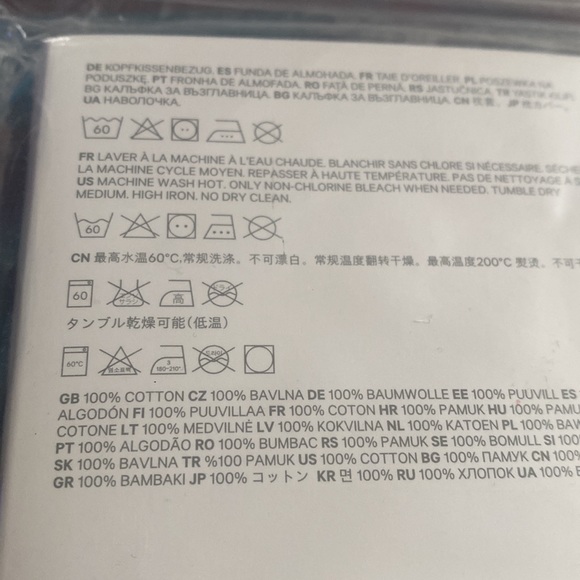 DE KOPFKISSENBEZUG. ES FUNDA DE ALMOHADA. FR TAIE D'OREILLER. PL POSZEWKA NA
PODUSZKĘ. PT FRONHA DE ALMOFADA. RO FAȚĂ DE PERNĂ. RS JASTUČNICA. TR YASTIK
BG КАЛЪФКА ЗА ВЪЗГЛАВНИЦА. BG КАЛЪФКА ЗА ВЪЗГЛАВНИЦА. CN 枕套。 JP 枕カバー。
UA НАВОЛОЧКА.
60
FR LAVER À LA MACHINE À L'EAU CHAUDE. BLANCHIR SANS CHLORE SI NÉCESSAIRE. SÉCHE
LA MACHINE CYCLE MOYEN. REPASSER À HAUTE TEMPÉRATURE. PAS DE NETTOYAGE À S
US MACHINE WASH HOT. ONLY NON-CHLORINE BLEACH WHEN NEEDED. TUMBLE DRY
MEDIUM. HIGH IRON. NO DRY CLEAN.
60
CN 最高水温60°C,常规洗涤。不可漂白。常规温度翻转干燥。最高温度200°C 熨烫。不可
60 高
タンブル乾燥可能(低温)
60°C 180-210°
GB 100% COTTON CZ 100% BAVLNA DE 100% BAUMWOLLE EE 100% PUUVILL ES
ALGODÓN FI 100% PUUVILLAA FR 100% COTON HR 100% PAMUK HU 100% PAMU
COTONE LT 100% MEDVILNĖ LV 100% KOKVILNA NL 100% KATOEN PL 100% BAW
PT 100% ALGODÃO RO 100% BUMBAC RS 100% PAMUK SE 100% BOMULL SI 100
SK 100% BAVLNA TR %100 PAMUK US 100% COTTON BG 100% ПАМУК CN 100%
GR 100% BAMBAKI JP 100% コットン KR 면 100% RU 100% ХЛОПОК UA 100%